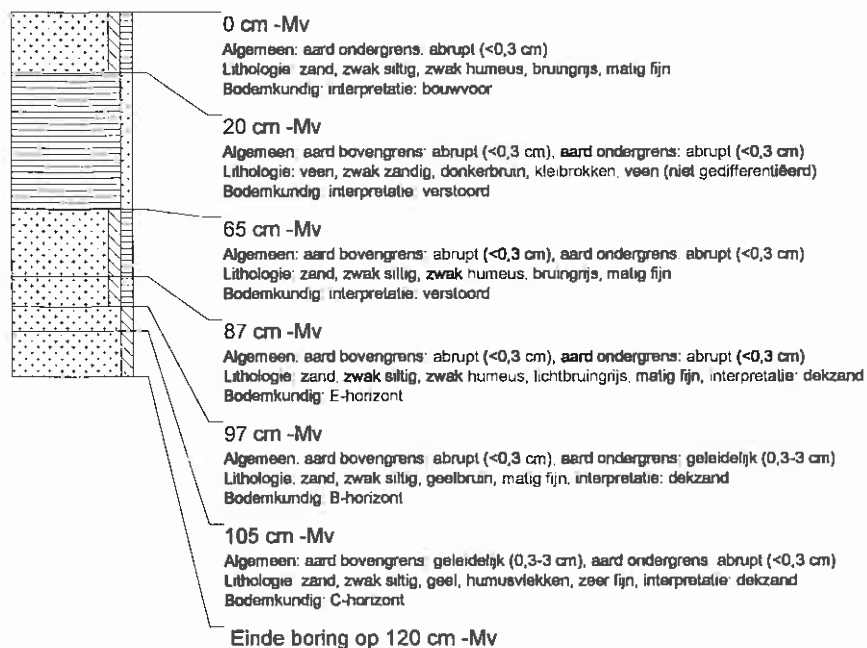 0 cm -Mv
Algemeen: aard ondergrens: abrupt (<0,3 cm)
Lithologie: zand, zwak siltig, zwak humeus, bruingrijs, matig fijn
Bodemkundig: interpretatie: bouwvoor
20 cm -Mv
Algemeen: aard bovengrens: abrupt (<0,3 cm), aard ondergrens: abrupt (<0,3 cm)
Lithologie: veen, zwak zandig, donkerbruin, kleibrokken, veen (niet gedifferentiëerd)
Bodemkundig: interpretatie: verstoord
65 cm -Mv
Algemeen: aard bovengrens: abrupt (<0,3 cm), aard ondergrens: abrupt (<0,3 cm)
Lithologie: zand, zwak siltig, zwak humeus, bruingrijs, matig fijn
Bodemkundig: interpretatie: verstoord
87 cm -Mv
Algemeen: aard bovengrens: abrupt (<0,3 cm), aard ondergrens: abrupt (<0,3 cm)
Lithologie: zand, zwak siltig, zwak humeus, lichtbruingrijs, matig fijn, interpretatie: dekzand
Bodemkundig: E-horizont
97 cm -Mv
Algemeen: aard bovengrens: abrupt (<0,3 cm), aard ondergrens: geleidelijk (0,3-3 cm)
Lithologie: zand, zwak siltig, geelbruin, matig fijn, interpretatie: dekzand
Bodemkundig: B-horizont
105 cm -Mv
Algemeen: aard bovengrens: geleidelijk (0,3-3 cm), aard ondergrens: abrupt (<0,3 cm)
Lithologie: zand, zwak siltig, geel, humusvlekken, zeer fijn, interpretatie: dekzand
Bodemkundig: C-horizont
Einde boring op 120 cm -Mv